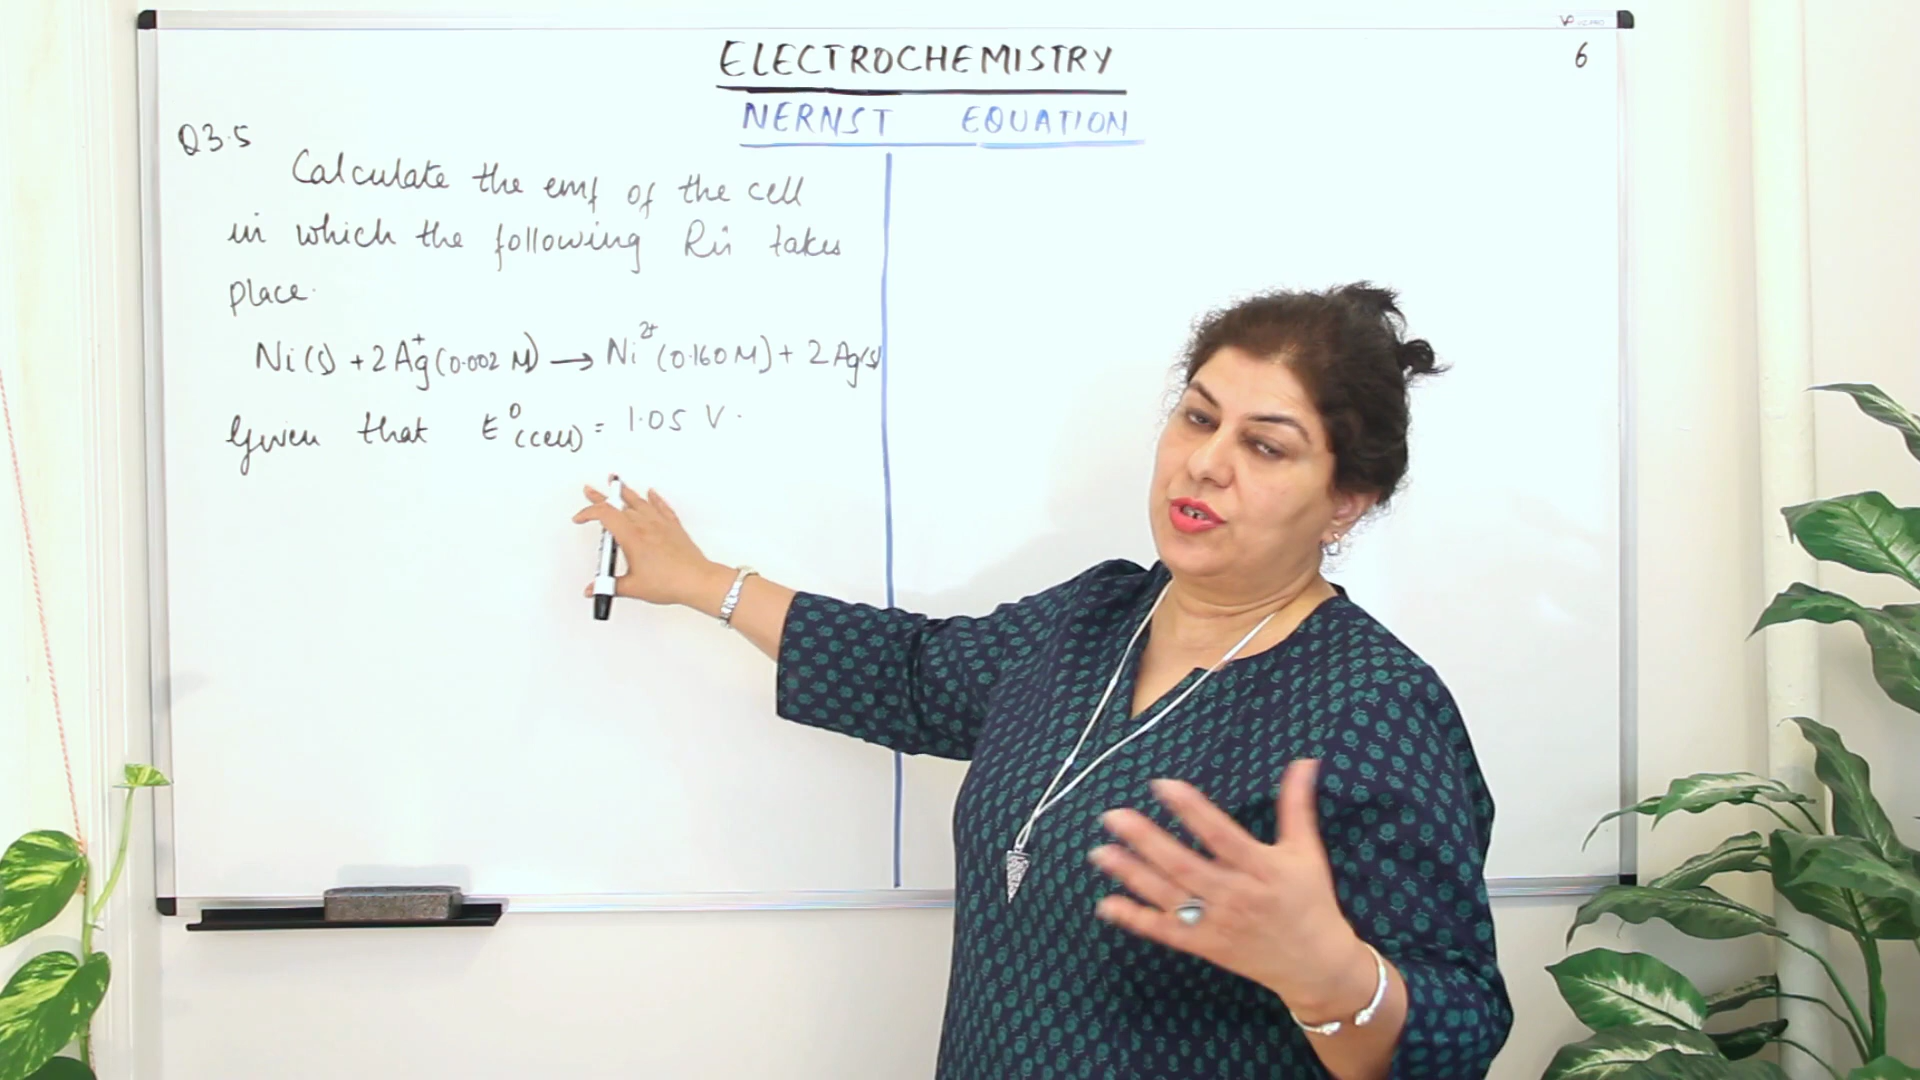 ELECTROCHEMISTRY
6
NERNST EQUATION
Q3.5
Calculate the emf of the cell
in which the following Rn takes
place.
Ni(s) + 2Ag⁺(0.002 M) → Ni²⁺(0.160 M) + 2Ag(s)
Given that E⁰(cell) = 1.05 V.